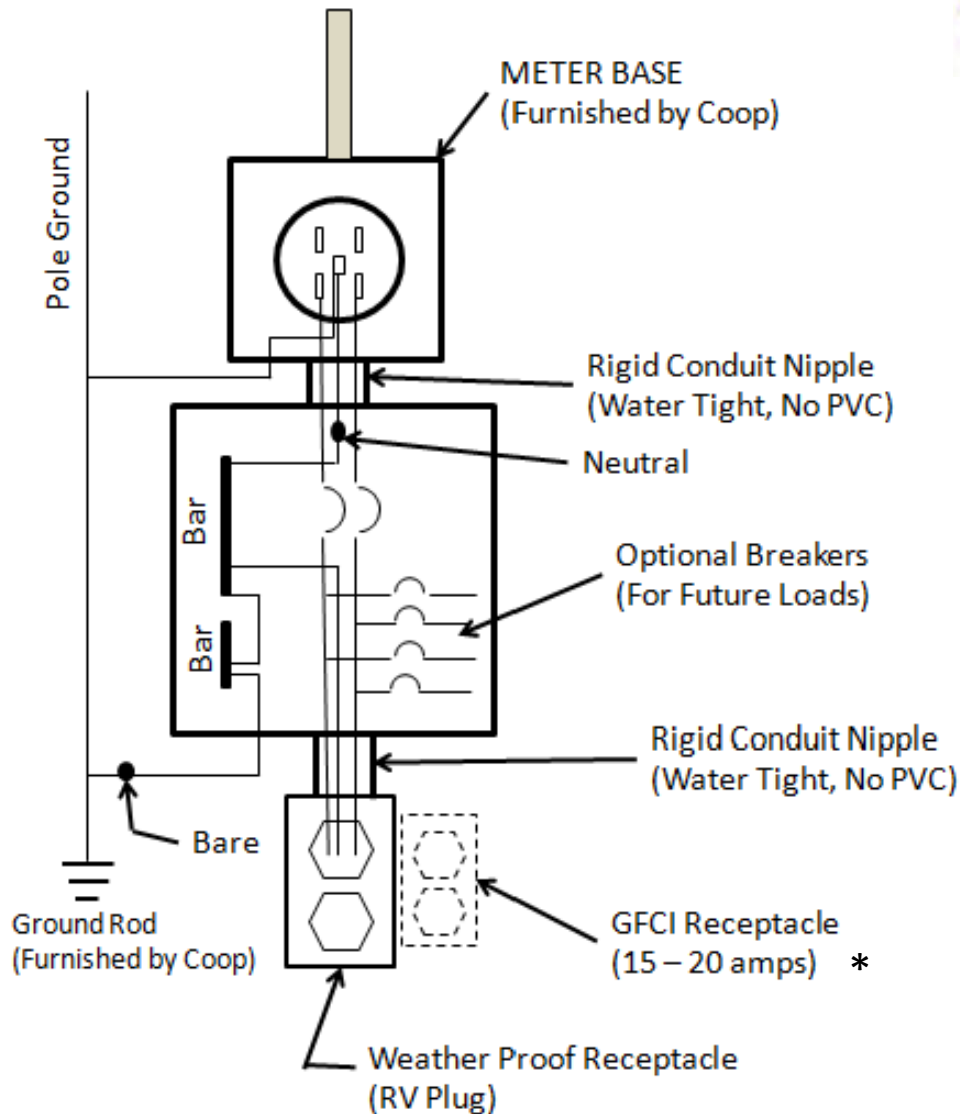 METER BASE
(Furnished by Coop)
Pole Ground
Rigid Conduit Nipple
(Water Tight, No PVC)
Neutral
Bar
Optional Breakers
(For Future Loads)
Bar
Rigid Conduit Nipple
(Water Tight, No PVC)
Bare
Ground Rod
(Furnished by Coop)
GFCI Receptacle
(15 – 20 amps) *
Weather Proof Receptacle
(RV Plug)